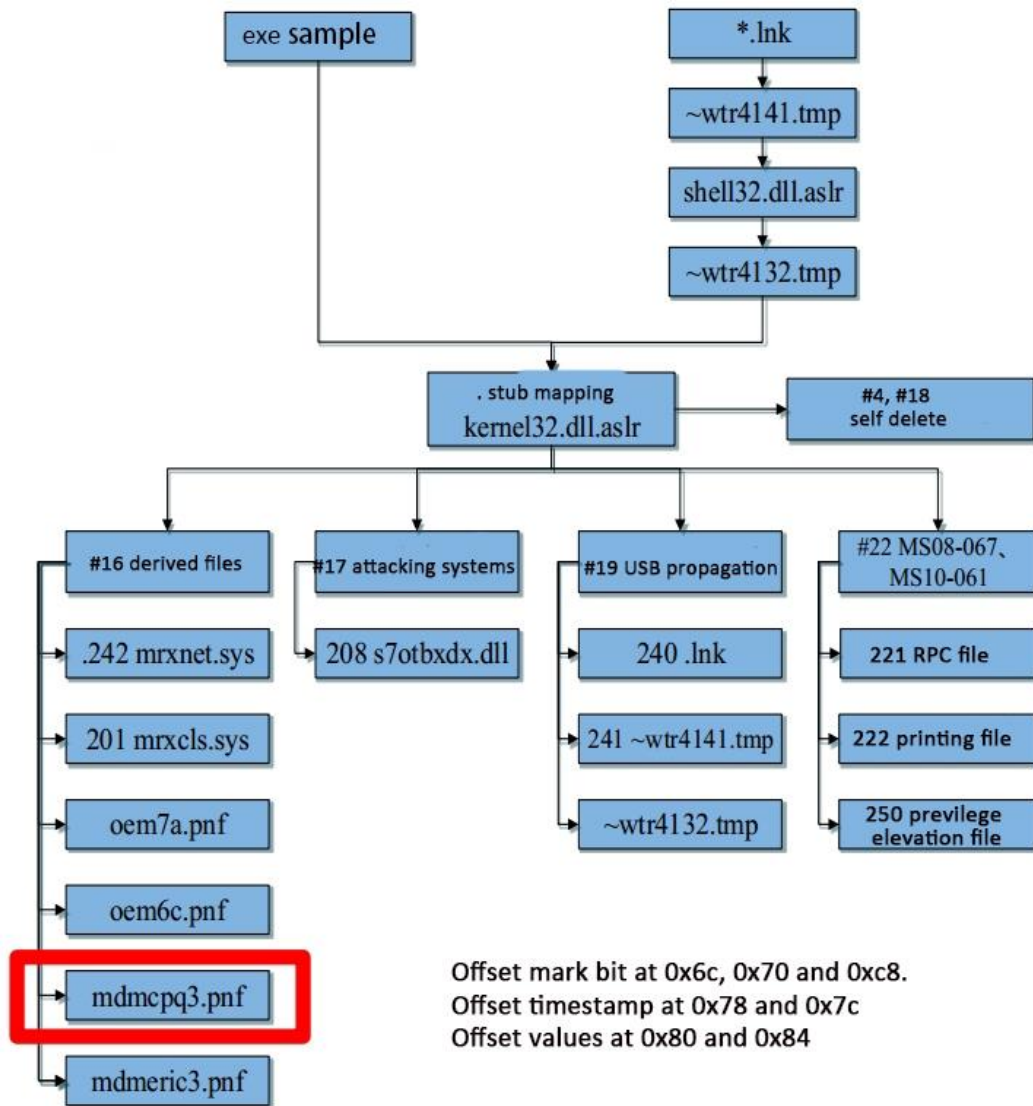 exe sample
*.lnk
~wtr4141.tmp
shell32.dll.aslr
~wtr4132.tmp
. stub mapping
kernel32.dll.aslr
#4, #18
self delete
#16 derived files
.242 mrxnet.sys
201 mrxcls.sys
oem7a.pnf
oem6c.pnf
mdmcpq3.pnf
mdmeric3.pnf
#17 attacking systems
208 s7otbxdx.dll
#19 USB propagation
240 .lnk
241 ~wtr4141.tmp
~wtr4132.tmp
#22 MS08-067、
MS10-061
221 RPC file
222 printing file
250 previlege
elevation file
Offset mark bit at 0x6c, 0x70 and 0xc8.
Offset timestamp at 0x78 and 0x7c
Offset values at 0x80 and 0x84